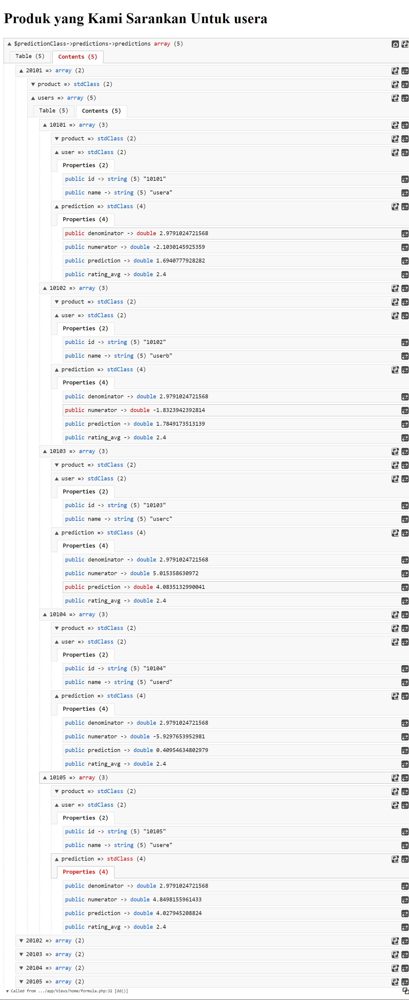 Produk yang Kami Sarankan Untuk usera
▲ $predictionClass->predictions->predictions array (5)
Table (5) Contents (5)
▲ 20101 => array (2)
▼ product => stdClass (2)
▲ users => array (5)
Table (5) Contents (5)
▲ 10101 => array (3)
▼ product => stdClass (2)
▲ user => stdClass (2)
Properties (2)
public id -> string (5) "10101"
public name -> string (5) "usera"
▲ prediction => stdClass (4)
Properties (4)
public denominator -> double 2.9791024721568
public numerator -> double -2.1030145925359
public prediction -> double 1.6940777928282
public rating_avg -> double 2.4
▲ 10102 => array (3)
▼ product => stdClass (2)
▲ user => stdClass (2)
Properties (2)
public id -> string (5) "10102"
public name -> string (5) "userb"
▲ prediction => stdClass (4)
Properties (4)
public denominator -> double 2.9791024721568
public numerator -> double -1.8323942392814
public prediction -> double 1.7849173513139
public rating_avg -> double 2.4
▲ 10103 => array (3)
▼ product => stdClass (2)
▲ user => stdClass (2)
Properties (2)
public id -> string (5) "10103"
public name -> string (5) "userc"
▲ prediction => stdClass (4)
Properties (4)
public denominator -> double 2.9791024721568
public numerator -> double 5.015358630972
public prediction -> double 4.0835132990041
public rating_avg -> double 2.4
▲ 10104 => array (3)
▼ product => stdClass (2)
▲ user => stdClass (2)
Properties (2)
public id -> string (5) "10104"
public name -> string (5) "userd"
▲ prediction => stdClass (4)
Properties (4)
public denominator -> double 2.9791024721568
public numerator -> double -5.9297653952981
public prediction -> double 0.40954634802979
public rating_avg -> double 2.4
▲ 10105 => array (3)
▼ product => stdClass (2)
▲ user => stdClass (2)
Properties (2)
public id -> string (5) "10105"
public name -> string (5) "usere"
▲ prediction => stdClass (4)
Properties (4)
public denominator -> double 2.9791024721568
public numerator -> double 4.8498155961433
public prediction -> double 4.027945208824
public rating_avg -> double 2.4
▼ 20102 => array (2)
▼ 20103 => array (2)
▼ 20104 => array (2)
▼ 20105 => array (2)
▼ Called from .../app/Views/home/formula.php:32 [dd()]